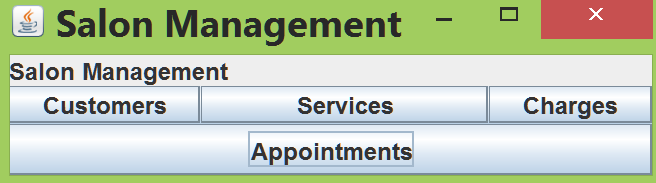 Salon Management
Salon Management
Customers Services Charges
Appointments